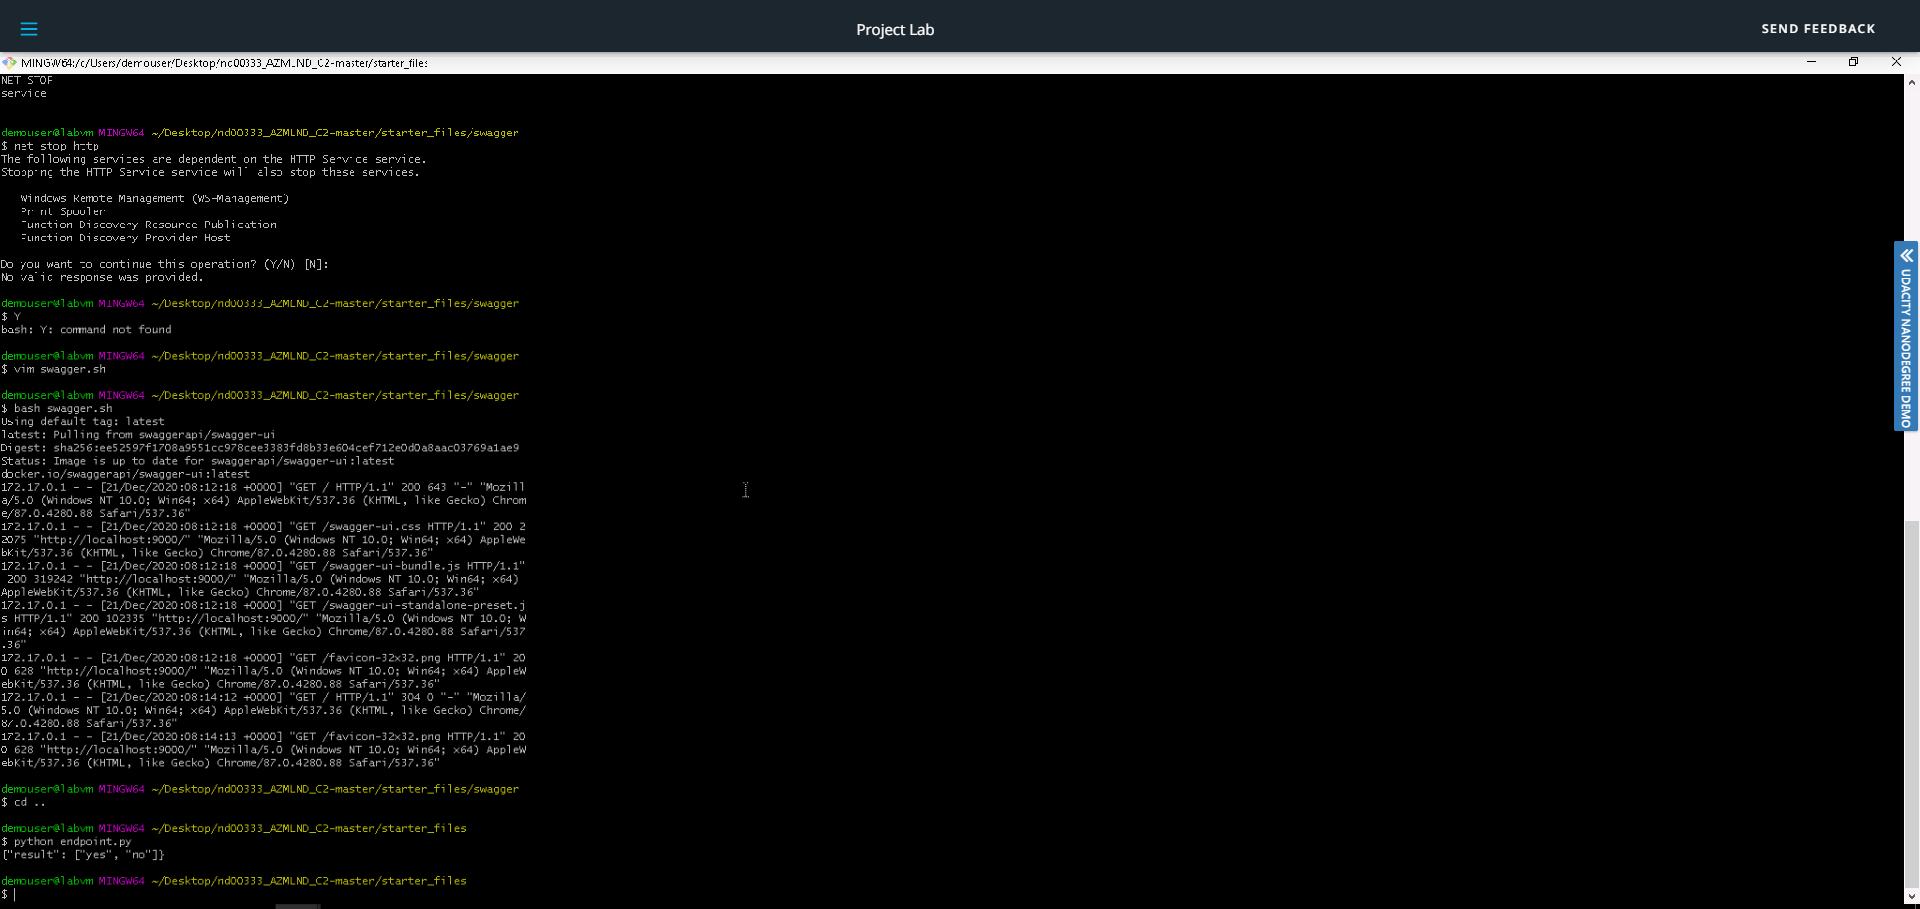 Project Lab
SEND FEEDBACK
MINGW64:/c/Users/demouser/Desktop/nd00333_AZMLND_C2-master/starter_files
NET STOP
service
demouser@labvm MINGW64 ~/Desktop/nd00333_AZMLND_C2-master/starter_files/swagger
$ net stop http
The following services are dependent on the HTTP Service service.
Stopping the HTTP Service service will also stop these services.
Windows Remote Management (WS-Management)
Print Spooler
Function Discovery Resource Publication
Function Discovery Provider Host
Do you want to continue this operation? (Y/N) [N]:
No valid response was provided.
demouser@labvm MINGW64 ~/Desktop/nd00333_AZMLND_C2-master/starter_files/swagger
$ Y
bash: Y: command not found
demouser@labvm MINGW64 ~/Desktop/nd00333_AZMLND_C2-master/starter_files/swagger
$ vim swagger.sh
demouser@labvm MINGW64 ~/Desktop/nd00333_AZMLND_C2-master/starter_files/swagger
$ bash swagger.sh
Using default tag: latest
latest: Pulling from swaggerapi/swagger-ui
Digest: sha256:ee52597f1708a9551cc978cee3383fd8b33e604cef712e0d0a8aac03769a1ae9
Status: Image is up to date for swaggerapi/swagger-ui:latest
docker.io/swaggerapi/swagger-ui:latest
172.17.0.1 - - [21/Dec/2020:08:12:18 +0000] "GET / HTTP/1.1" 200 643 "-" "Mozill
a/5.0 (Windows NT 10.0; Win64; x64) AppleWebKit/537.36 (KHTML, like Gecko) Chrom
e/87.0.4280.88 Safari/537.36"
172.17.0.1 - - [21/Dec/2020:08:12:18 +0000] "GET /swagger-ui.css HTTP/1.1" 200 2
2075 "http://localhost:9000/" "Mozilla/5.0 (Windows NT 10.0; Win64; x64) AppleWe
bKit/537.36 (KHTML, like Gecko) Chrome/87.0.4280.88 Safari/537.36"
172.17.0.1 - - [21/Dec/2020:08:12:18 +0000] "GET /swagger-ui-bundle.js HTTP/1.1"
200 319242 "http://localhost:9000/" "Mozilla/5.0 (Windows NT 10.0; Win64; x64)
AppleWebKit/537.36 (KHTML, like Gecko) Chrome/87.0.4280.88 Safari/537.36"
172.17.0.1 - - [21/Dec/2020:08:12:18 +0000] "GET /swagger-ui-standalone-preset.j
s HTTP/1.1" 200 102335 "http://localhost:9000/" "Mozilla/5.0 (Windows NT 10.0; W
in64; x64) AppleWebKit/537.36 (KHTML, like Gecko) Chrome/87.0.4280.88 Safari/537
.36"
172.17.0.1 - - [21/Dec/2020:08:12:18 +0000] "GET /favicon-32x32.png HTTP/1.1" 20
0 628 "http://localhost:9000/" "Mozilla/5.0 (Windows NT 10.0; Win64; x64) AppleW
ebKit/537.36 (KHTML, like Gecko) Chrome/87.0.4280.88 Safari/537.36"
172.17.0.1 - - [21/Dec/2020:08:14:12 +0000] "GET / HTTP/1.1" 304 0 "-" "Mozilla/
5.0 (Windows NT 10.0; Win64; x64) AppleWebKit/537.36 (KHTML, like Gecko) Chrome/
87.0.4280.88 Safari/537.36"
172.17.0.1 - - [21/Dec/2020:08:14:13 +0000] "GET /favicon-32x32.png HTTP/1.1" 20
0 628 "http://localhost:9000/" "Mozilla/5.0 (Windows NT 10.0; Win64; x64) AppleW
ebKit/537.36 (KHTML, like Gecko) Chrome/87.0.4280.88 Safari/537.36"
demouser@labvm MINGW64 ~/Desktop/nd00333_AZMLND_C2-master/starter_files/swagger
$ cd ..
demouser@labvm MINGW64 ~/Desktop/nd00333_AZMLND_C2-master/starter_files
$ python endpoint.py
{"result": ["yes", "no"]}
demouser@labvm MINGW64 ~/Desktop/nd00333_AZMLND_C2-master/starter_files
$
UDACITY NANODEGREE DEMO